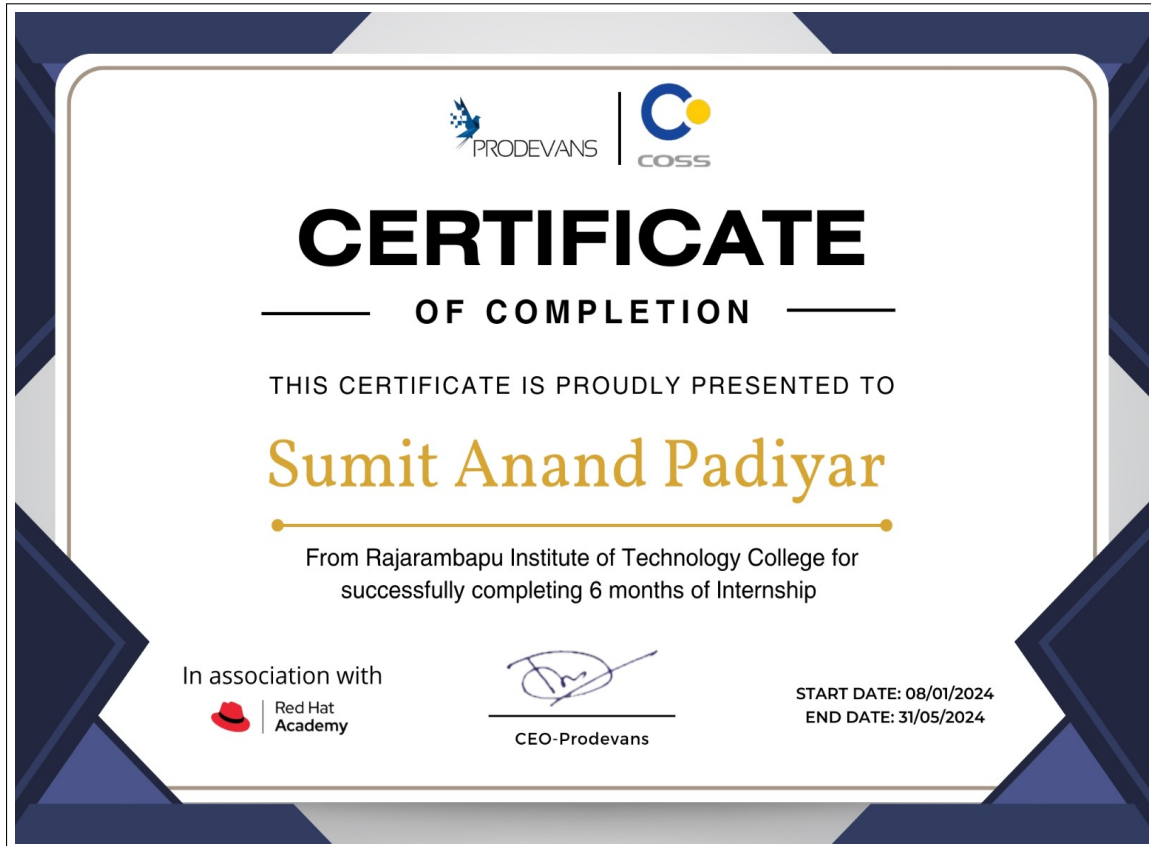 PRODEVANS
COSS
CERTIFICATE
OF COMPLETION
THIS CERTIFICATE IS PROUDLY PRESENTED TO
Sumit Anand Padiyar
From Rajarambapu Institute of Technology College for
successfully completing 6 months of Internship
In association with
Red Hat
Academy
CEO-Prodevans
START DATE: 08/01/2024
END DATE: 31/05/2024